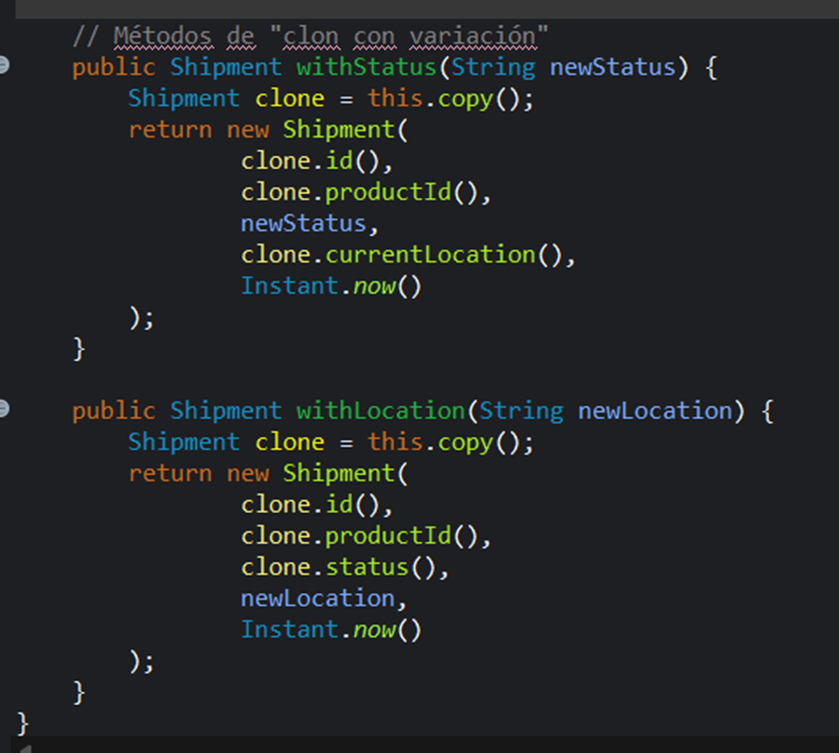 // Métodos de "clon con variación"
public Shipment withStatus(String newStatus) {
Shipment clone = this.copy();
return new Shipment(
clone.id(),
clone.productId(),
newStatus,
clone.currentLocation(),
Instant.now()
);
}
public Shipment withLocation(String newLocation) {
Shipment clone = this.copy();
return new Shipment(
clone.id(),
clone.productId(),
clone.status(),
newLocation,
Instant.now()
);
}
}